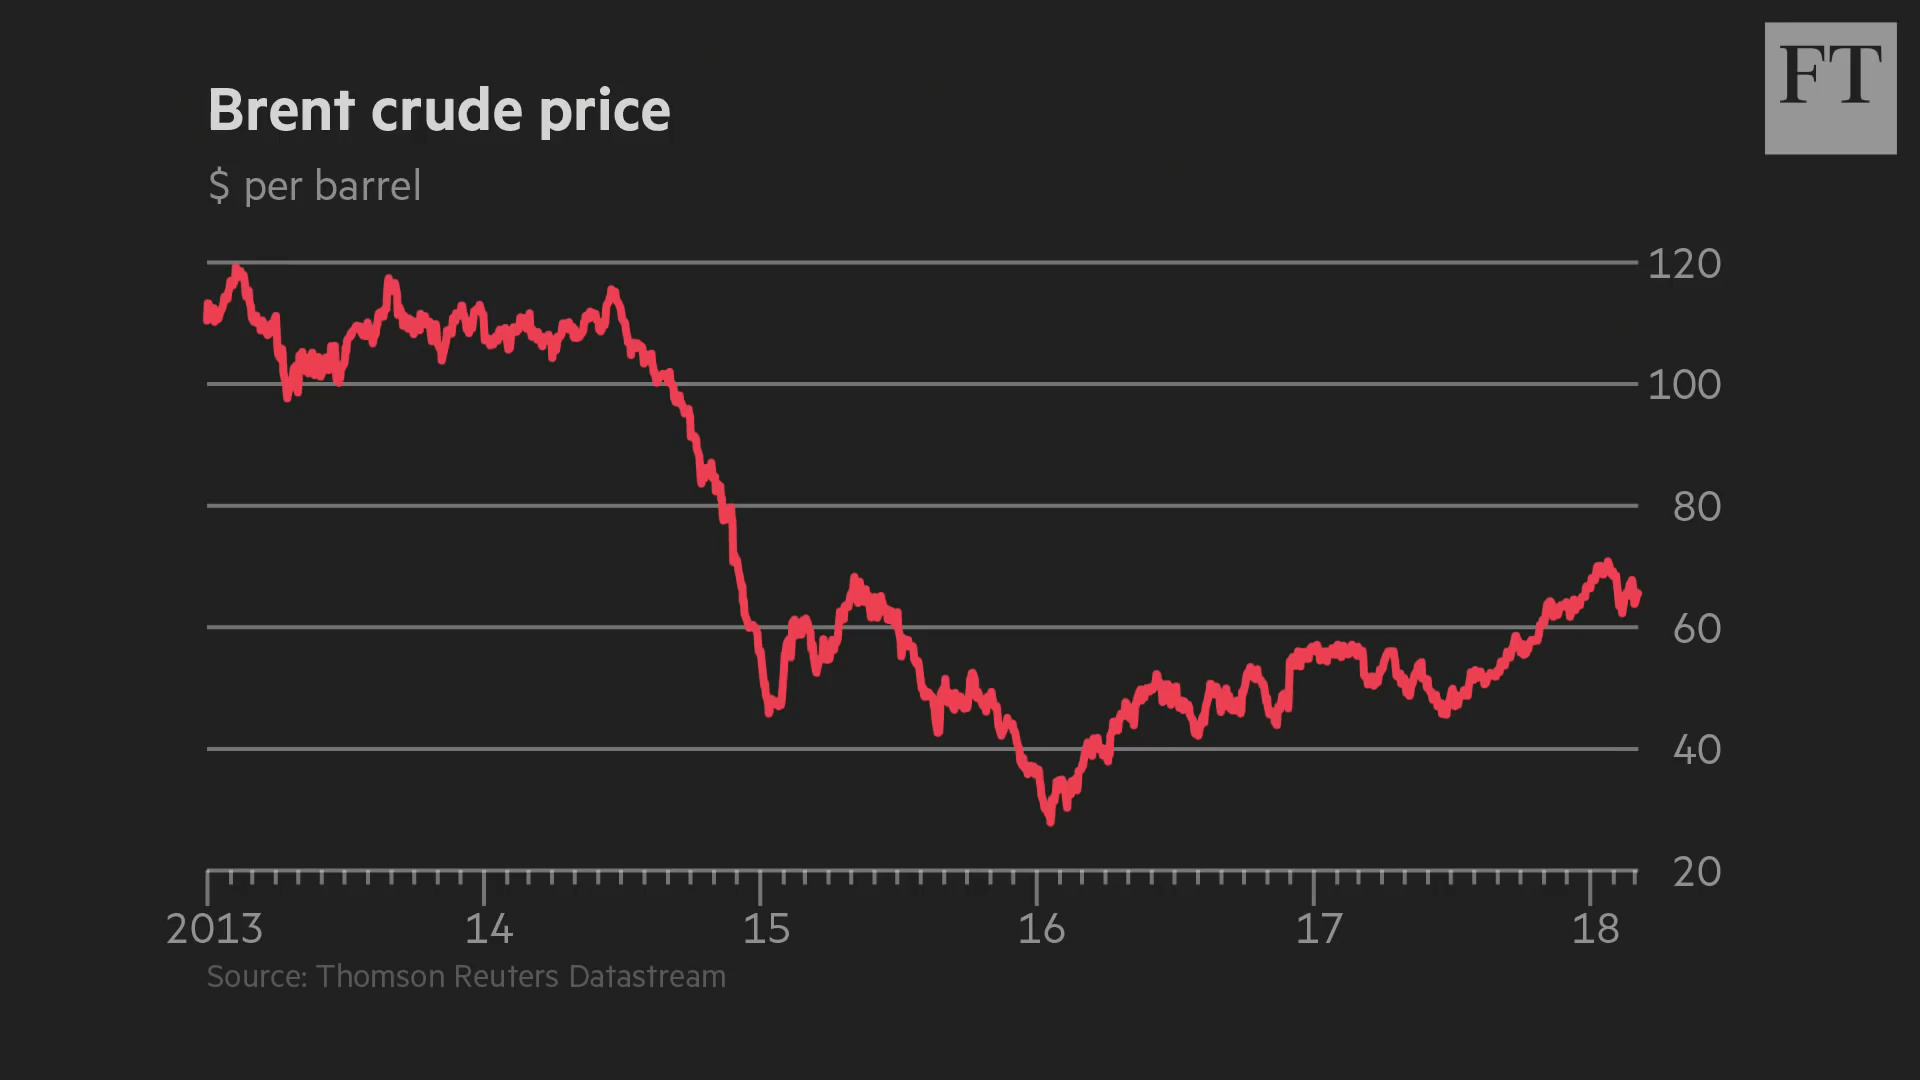 FT
Brent crude price
$ per barrel
120
100
80
60
40
20
2013 14 15 16 17 18
Source: Thomson Reuters Datastream